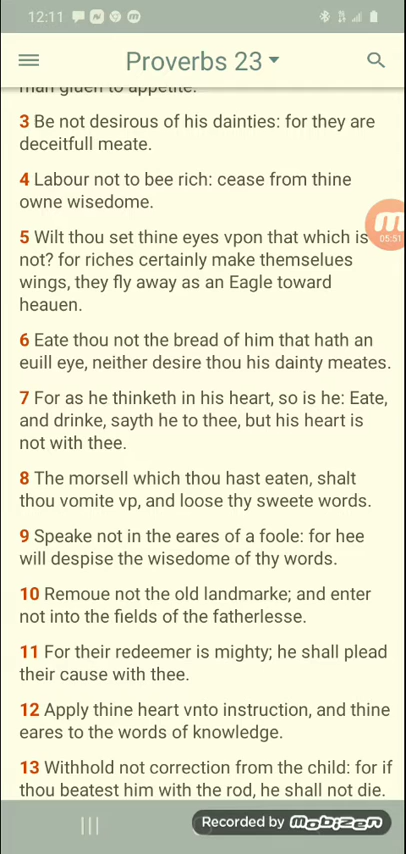 12:11
Proverbs 23
man giuen to appetite.
3 Be not desirous of his dainties: for they are
deceitfull meate.
4 Labour not to bee rich: cease from thine
owne wisedome.
5 Wilt thou set thine eyes vpon that which is
not? for riches certainly make themselues
wings, they fly away as an Eagle toward
heauen.
6 Eate thou not the bread of him that hath an
euill eye, neither desire thou his dainty meates.
7 For as he thinketh in his heart, so is he: Eate,
and drinke, sayth he to thee, but his heart is
not with thee.
8 The morsell which thou hast eaten, shalt
thou vomite vp, and loose thy sweete words.
9 Speake not in the eares of a foole: for hee
will despise the wisedome of thy words.
10 Remoue not the old landmarke; and enter
not into the fields of the fatherlesse.
11 For their redeemer is mighty; he shall plead
their cause with thee.
12 Apply thine heart vnto instruction, and thine
eares to the words of knowledge.
13 Withhold not correction from the child: for if
thou beatest him with the rod, he shall not die.
m
05:51
Recorded by mobizen